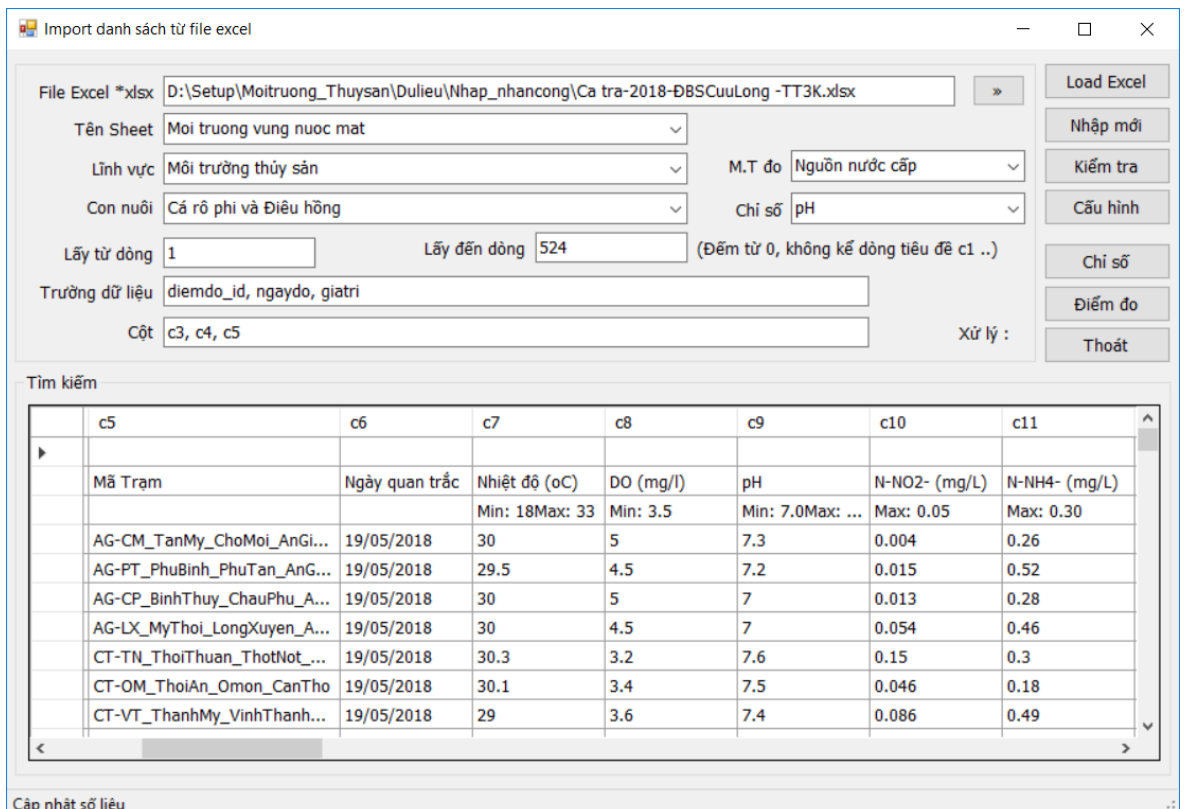 Import danh sách từ file excel
File Excel *xlsx D:\Setup\Moitruong_Thuysan\Dulieu\Nhap_nhancong\Ca tra-2018-ĐBSCuuLong -TT3K.xlsx » Load Excel
Tên Sheet Moi truong vung nuoc mat Nhập mới
Lĩnh vực Môi trường thủy sản M.T đo Nguồn nước cấp Kiểm tra
Con nuôi Cá rô phi và Điêu hồng Chỉ số pH Cấu hình
Lấy từ dòng 1 Lấy đến dòng 524 (Đếm từ 0, không kể dòng tiêu đề c1 ..) Chỉ số
Trường dữ liệu diemdo_id, ngaydo, giatri Điểm đo
Cột c3, c4, c5 Xử lý : Thoát
Tìm kiếm
c5 c6 c7 c8 c9 c10 c11
Mã Trạm Ngày quan trắc Nhiệt độ (oC) DO (mg/l) pH N-NO2- (mg/L) N-NH4- (mg/L)
Min: 18Max: 33 Min: 3.5 Min: 7.0Max: ... Max: 0.05 Max: 0.30
AG-CM_TanMy_ChoMoi_AnGi... 19/05/2018 30 5 7.3 0.004 0.26
AG-PT_PhuBinh_PhuTan_AnG... 19/05/2018 29.5 4.5 7.2 0.015 0.52
AG-CP_BinhThuy_ChauPhu_A... 19/05/2018 30 5 7 0.013 0.28
AG-LX_MyThoi_LongXuyen_A... 19/05/2018 30 4.5 7 0.054 0.46
CT-TN_ThoiThuan_ThotNot_... 19/05/2018 30.3 3.2 7.6 0.15 0.3
CT-OM_ThoiAn_Omon_CanTho 19/05/2018 30.1 3.4 7.5 0.046 0.18
CT-VT_ThanhMy_VinhThanh... 19/05/2018 29 3.6 7.4 0.086 0.49
Cập nhật số liệu